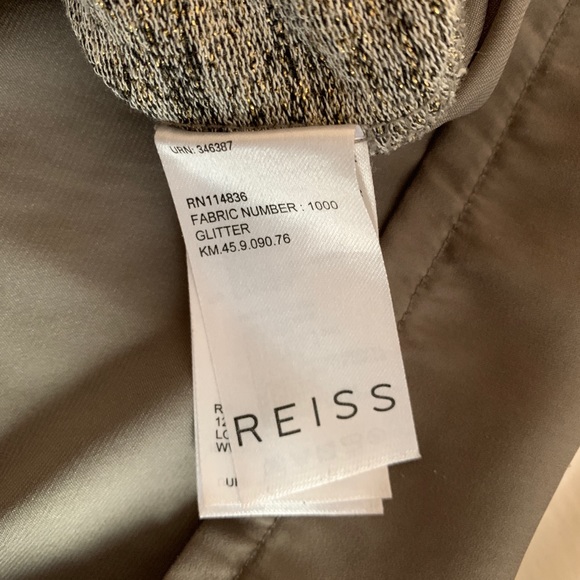 URN: 346387
RN114836
FABRIC NUMBER : 1000
GLITTER
KM.45.9.090.76
REISS